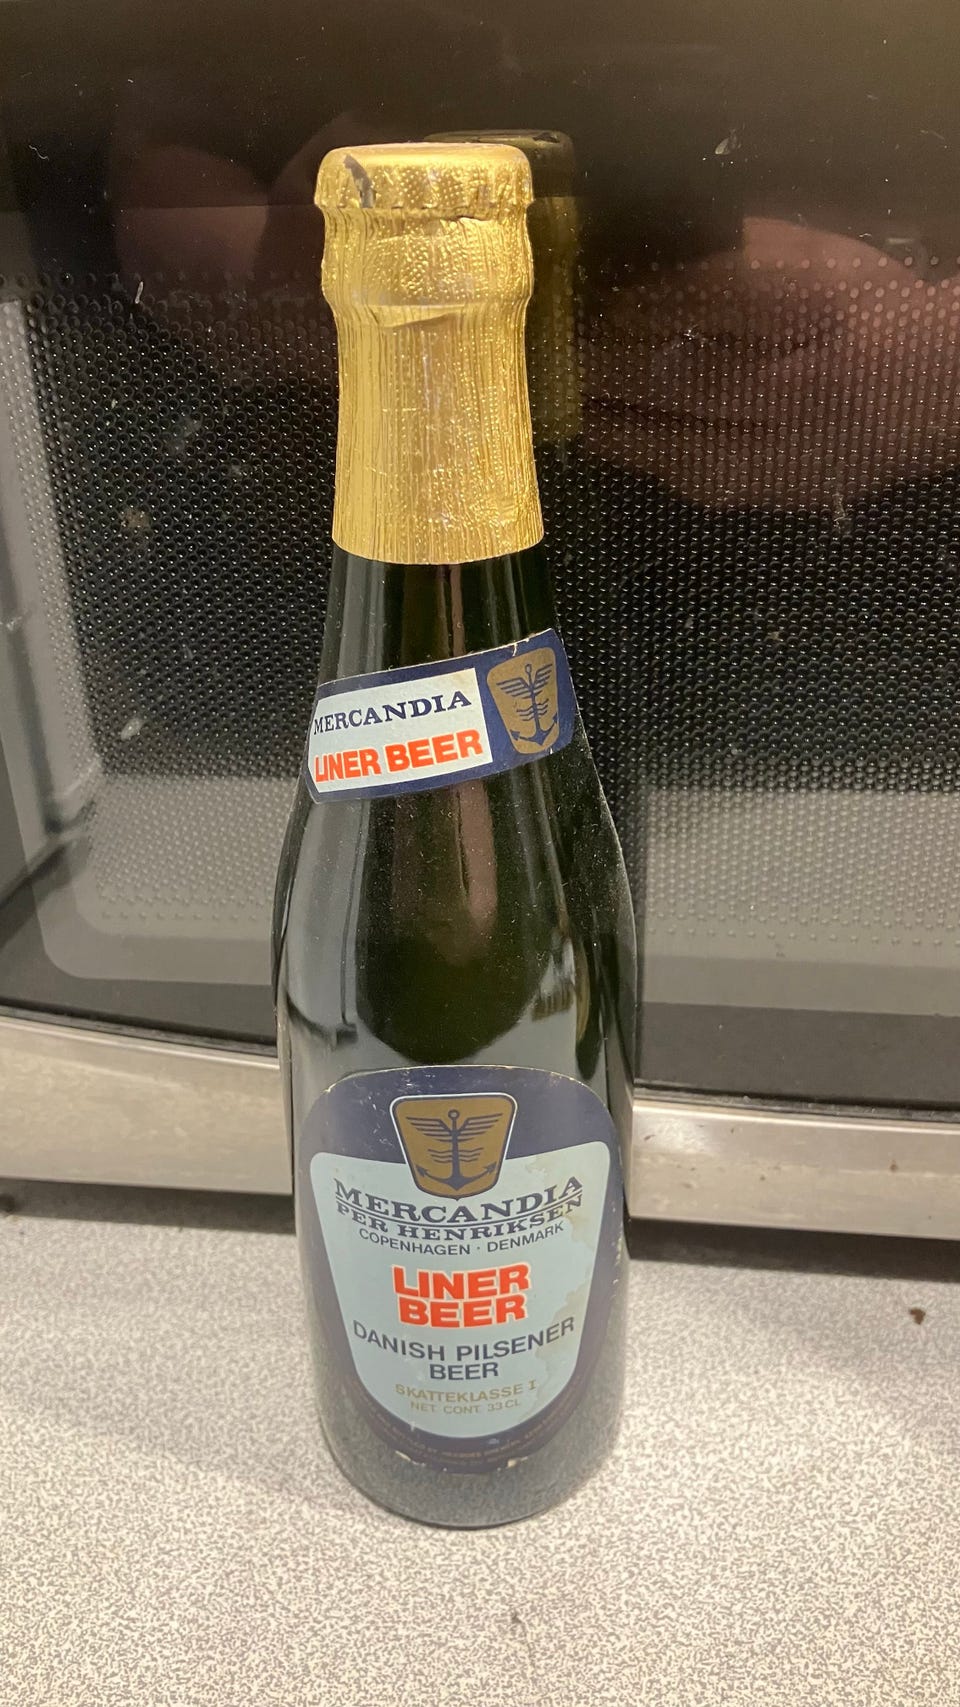 MERCANDIA
LINER BEER
MERCANDIA
PER HENRIKSEN
COPENHAGEN · DENMARK
LINER
BEER
DANISH PILSENER
BEER
SKATTEKLASSE I
NET. CONT. 33 CL